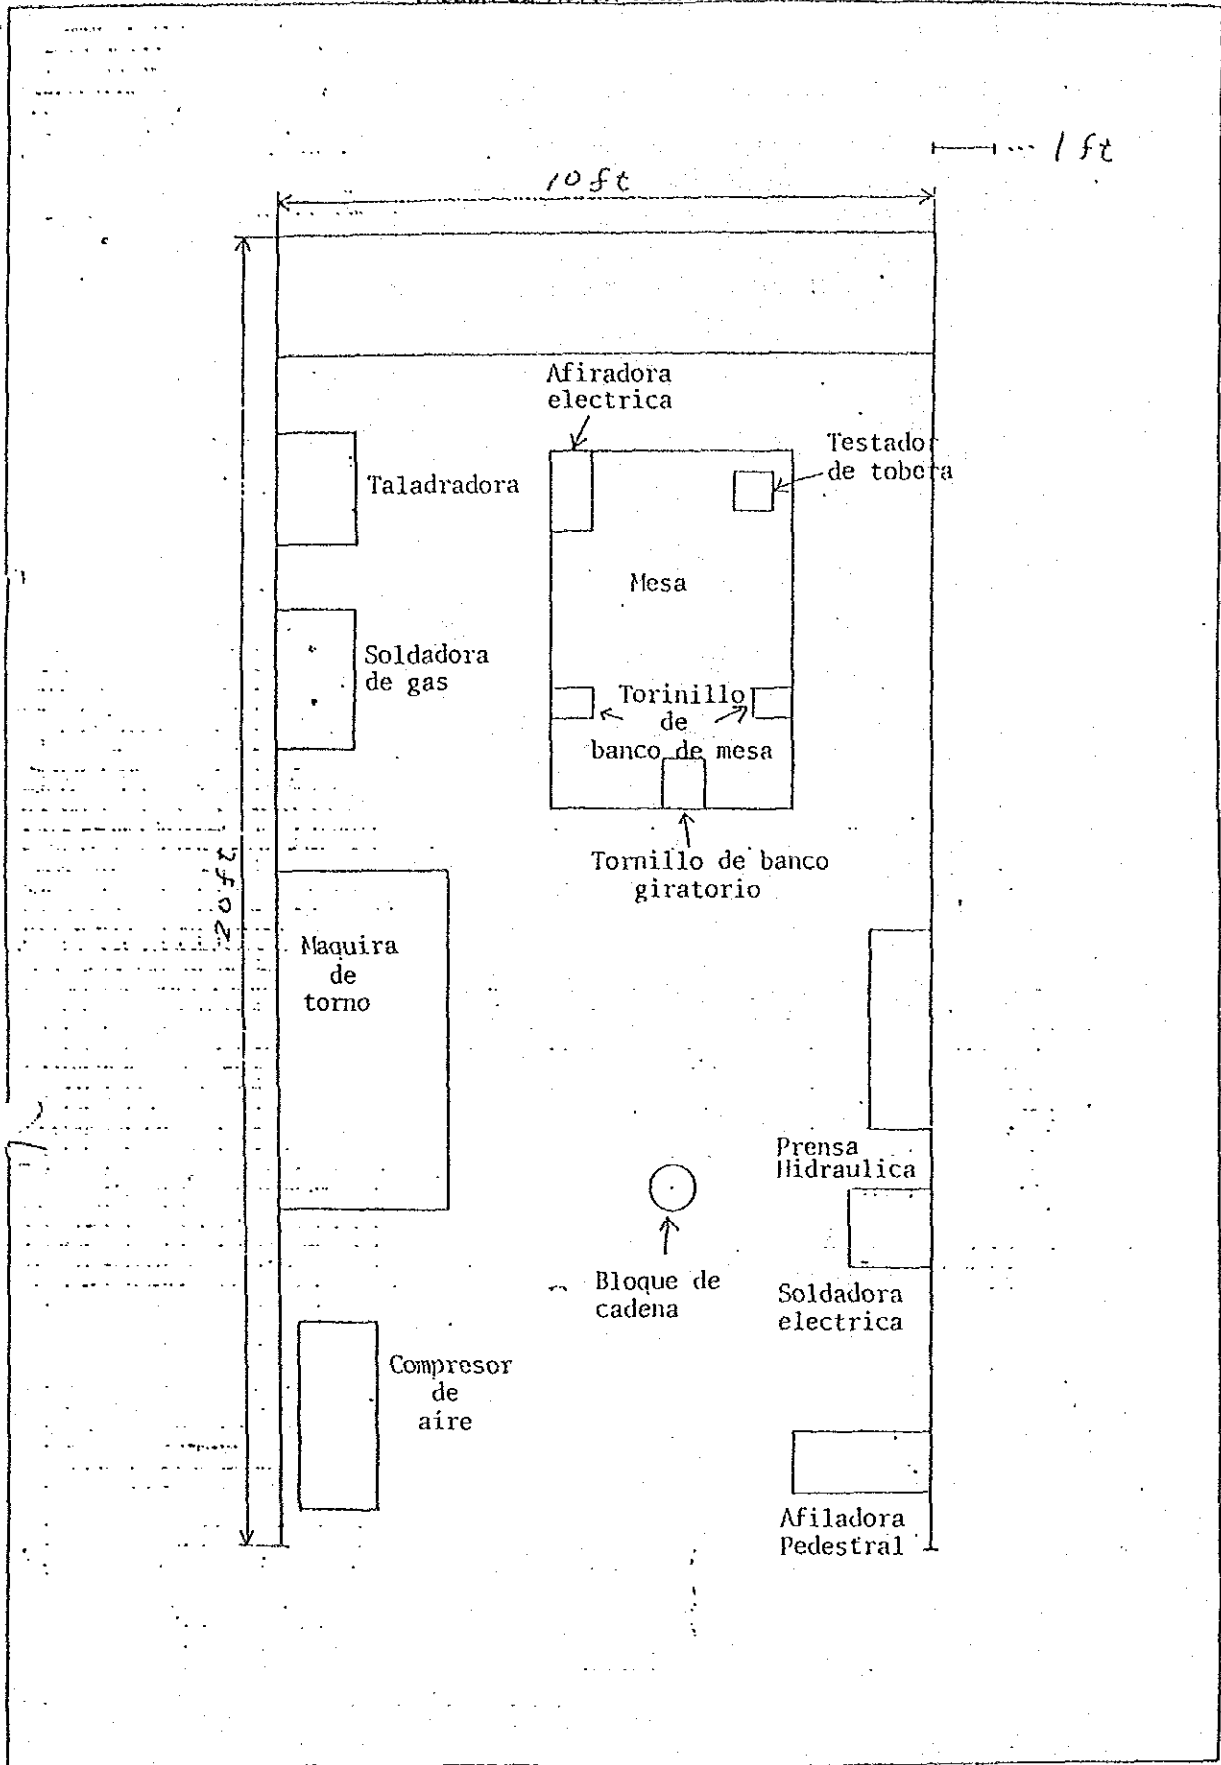 1 ft
10 ft
20 ft
Afiradora
electrica
Testador
de tobera
Taladradora
Mesa
Soldadora
de gas
Torinillo
de
banco de mesa
Tornillo de banco
giratorio
Maquira
de
torno
Prensa
Hidraulica
Bloque de
cadena
Soldadora
electrica
Compresor
de
aire
Afiladora
Pedestral